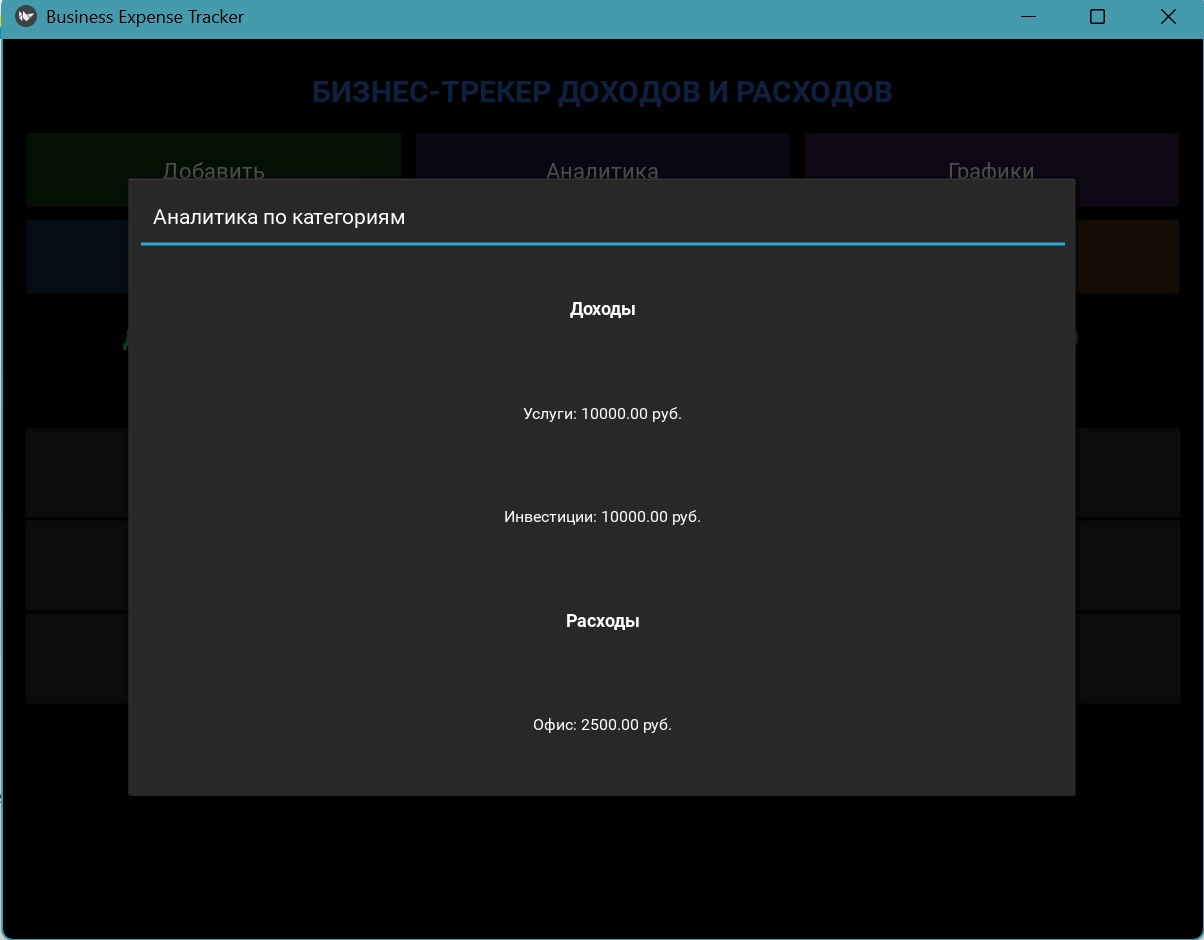 Business Expense Tracker
БИЗНЕС-ТРЕКЕР ДОХОДОВ И РАСХОДОВ
Добавить
Аналитика
Графики
Аналитика по категориям
Доходы
Услуги: 10000.00 руб.
Инвестиции: 10000.00 руб.
Расходы
Офис: 2500.00 руб.